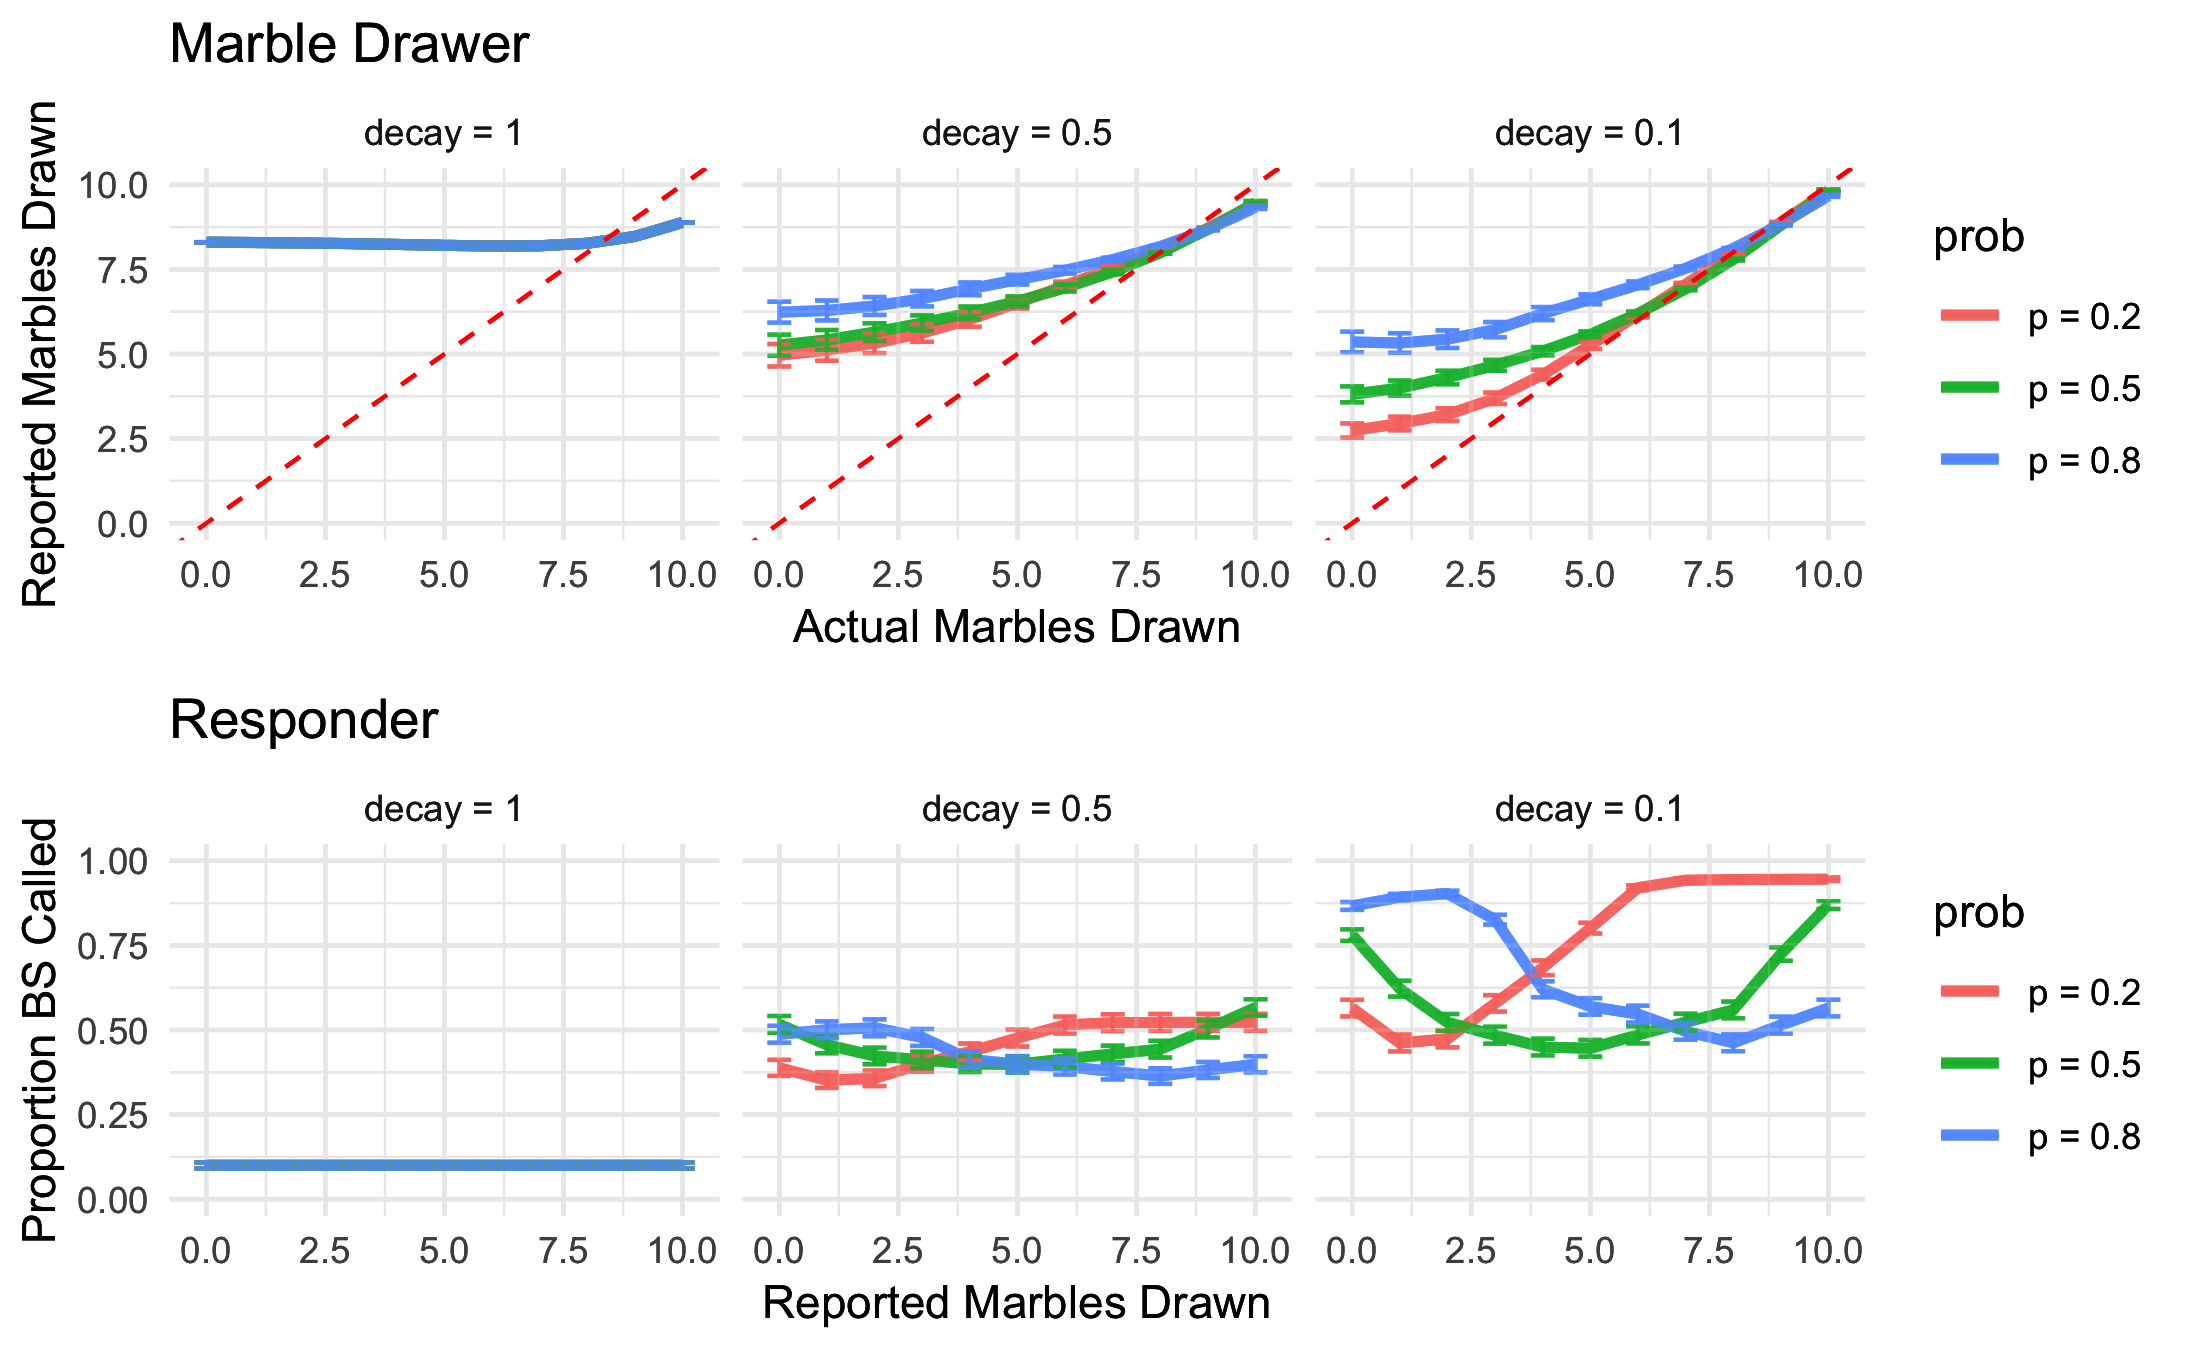 Marble Drawer
decay = 1
decay = 0.5
decay = 0.1
Reported Marbles Drawn
10.0
7.5
5.0
2.5
0.0
0.0 2.5 5.0 7.5 10.0
0.0 2.5 5.0 7.5 10.0
0.0 2.5 5.0 7.5 10.0
Actual Marbles Drawn
prob
p = 0.2
p = 0.5
p = 0.8
Responder
decay = 1
decay = 0.5
decay = 0.1
Proportion BS Called
1.00
0.75
0.50
0.25
0.00
0.0 2.5 5.0 7.5 10.0
0.0 2.5 5.0 7.5 10.0
0.0 2.5 5.0 7.5 10.0
Reported Marbles Drawn
prob
p = 0.2
p = 0.5
p = 0.8